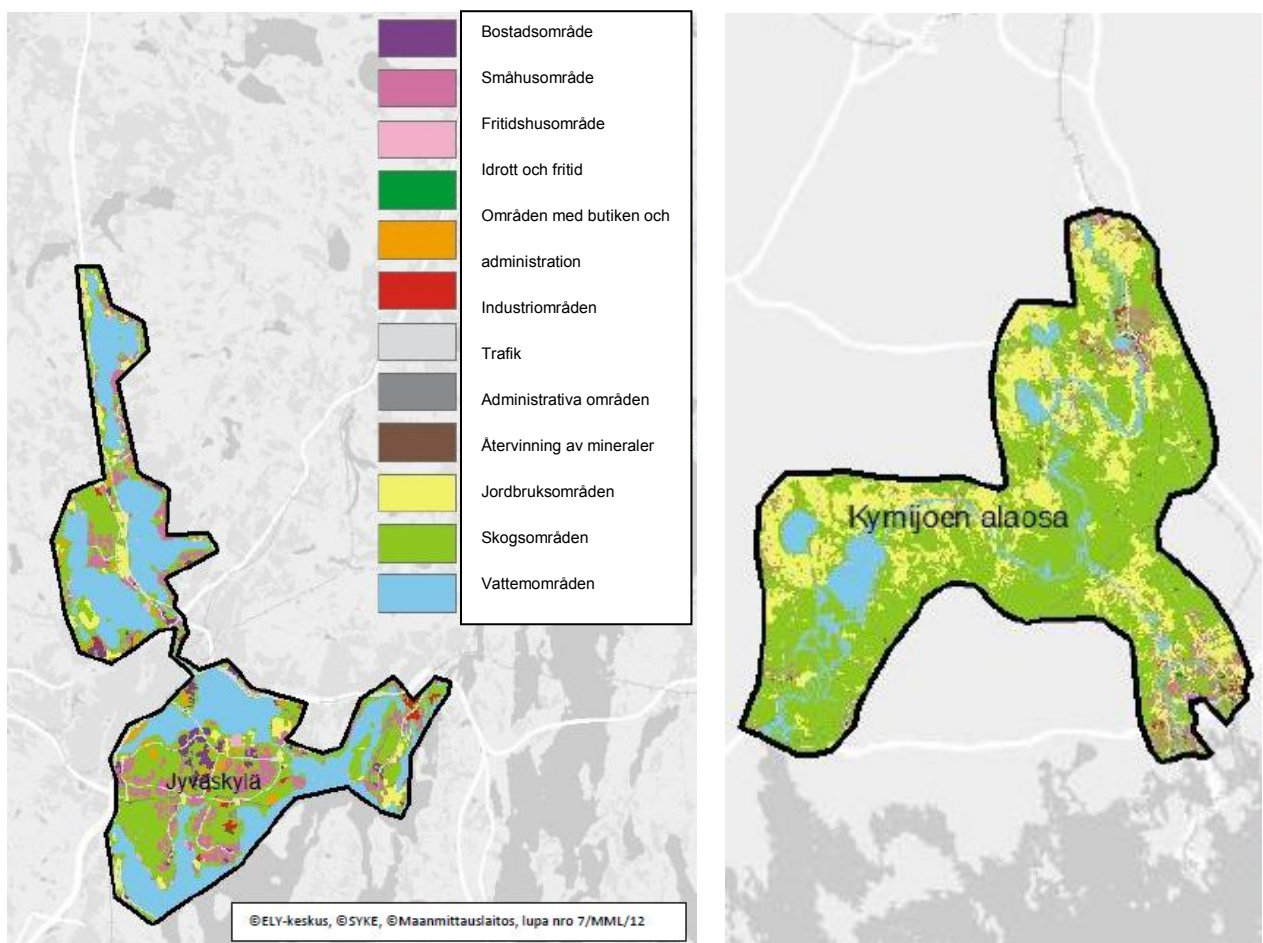 Bostadsområde
Småhusområde
Fritidshusområde
Idrott och fritid
Områden med butiken och
administration
Industriområden
Trafik
Administrativa områden
Återvinning av mineraler
Jordbruksområden
Skogsområden
Vattemområden
Jyväskylä
©ELY-keskus, ©SYKE, ©Maanmittauslaitos, lupa nro 7/MML/12
Kymijoen alaosa